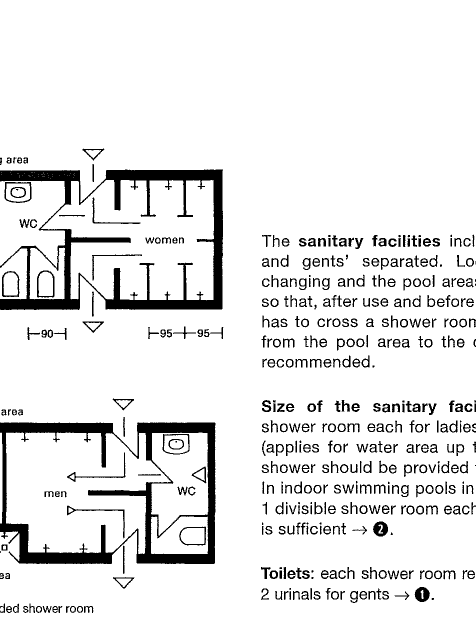 g area
WC
women
90
95
95
area
men
WC
ea
ded shower room
The sanitary facilities incl
and gents' separated. Lo
changing and the pool areas
so that, after use and before
has to cross a shower room
from the pool area to the c
recommended.
Size of the sanitary faci
shower room each for ladies
(applies for water area up t
shower should be provided
In indoor swimming pools in
1 divisible shower room each
is sufficient → ❷.
Toilets: each shower room re
2 urinals for gents → ❶.